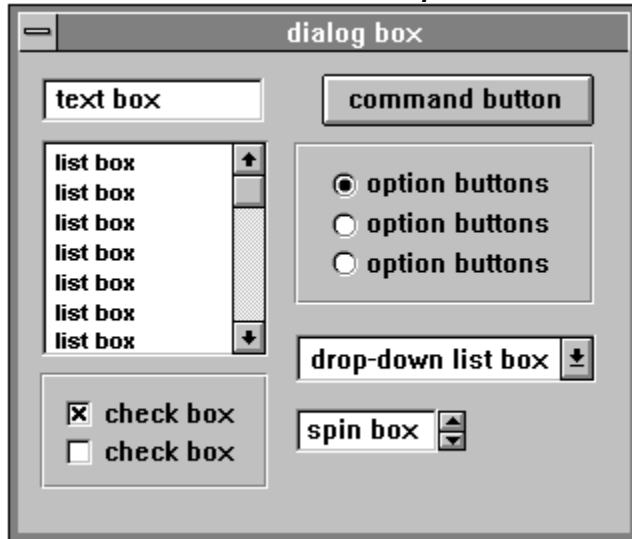 dialog box
text box
command button
list box
list box
list box
list box
list box
list box
list box
option buttons
option buttons
option buttons
drop-down list box
check box
check box
spin box